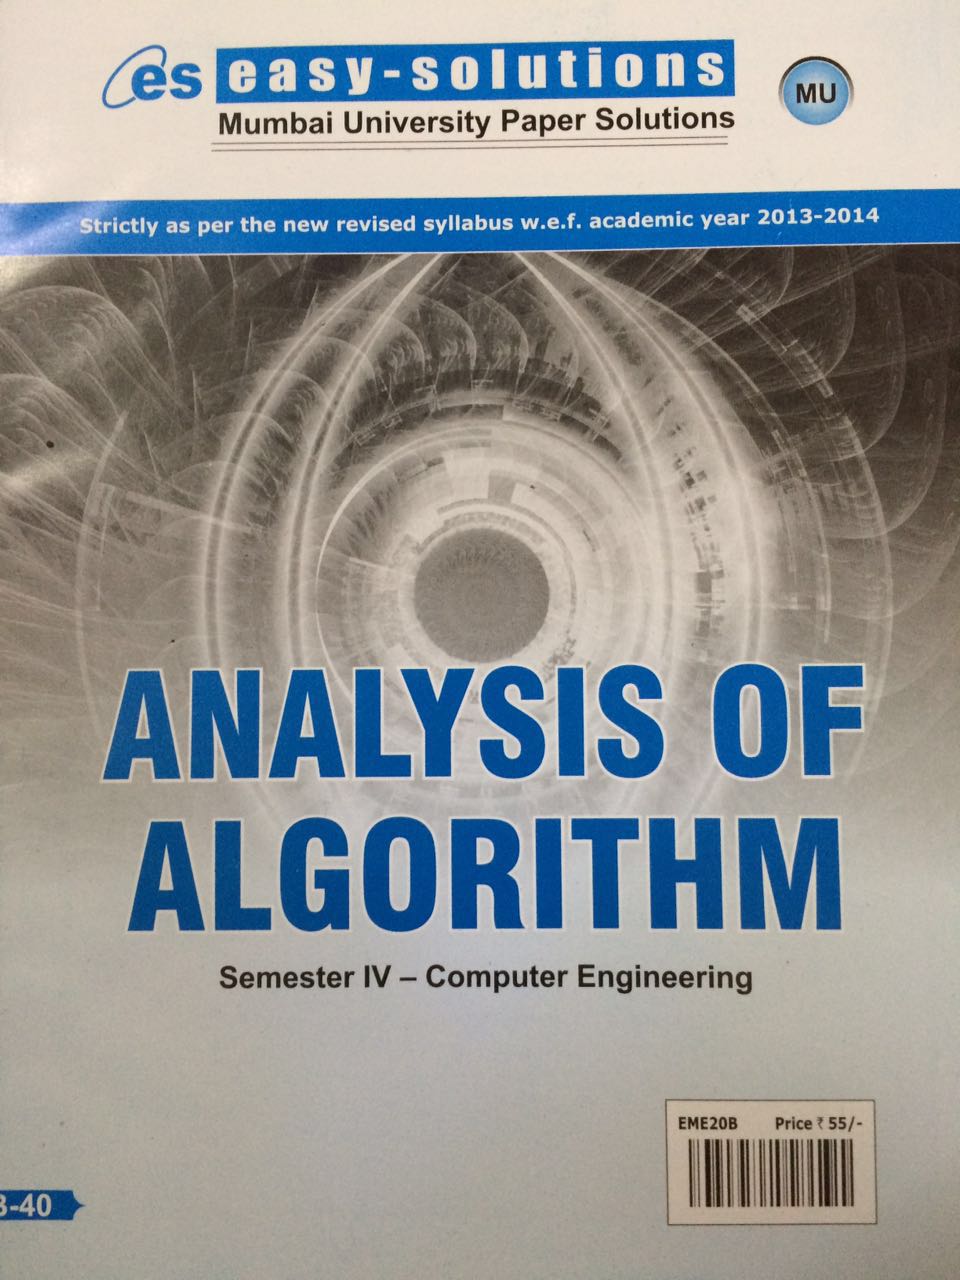 es easy-solutions
Mumbai University Paper Solutions
MU
Strictly as per the new revised syllabus w.e.f. academic year 2013-2014
ANALYSIS OF
ALGORITHM
Semester IV – Computer Engineering
EME20B Price ₹ 55/-
-40